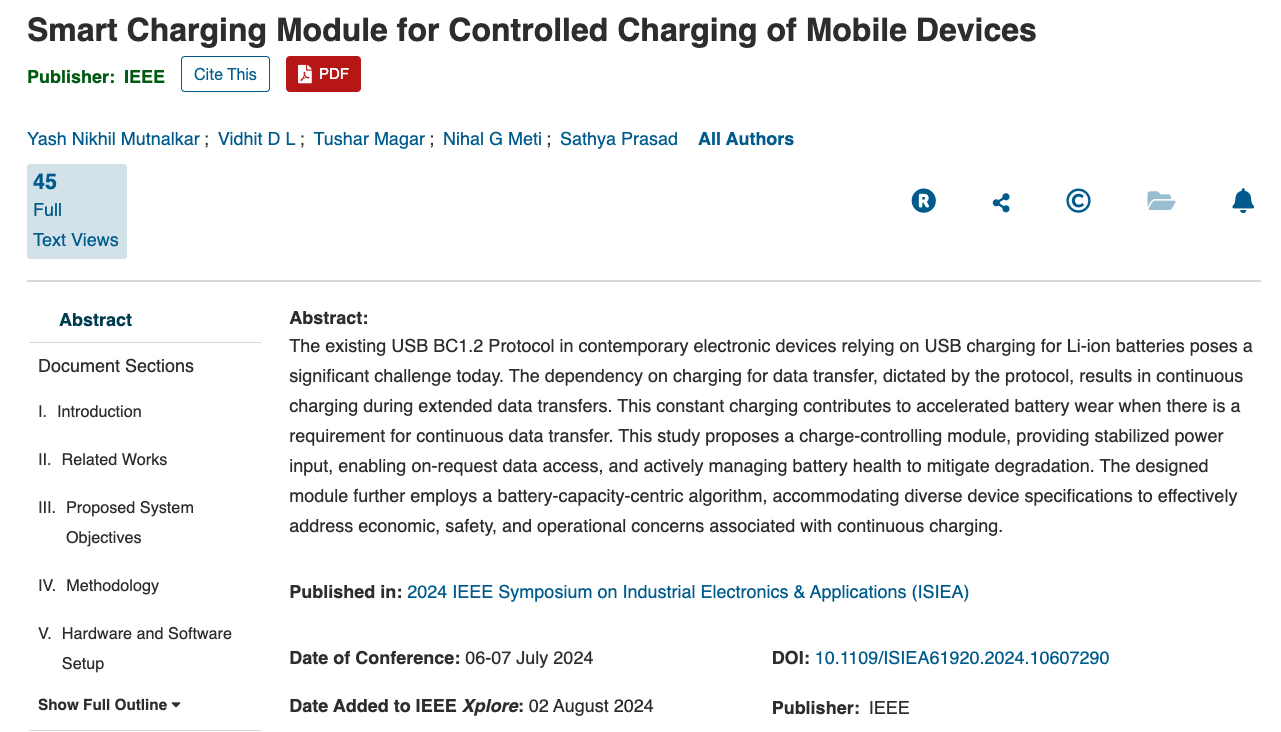 Smart Charging Module for Controlled Charging of Mobile Devices
Publisher: IEEE Cite This PDF
Yash Nikhil Mutnalkar ; Vidhit D L ; Tushar Magar ; Nihal G Meti ; Sathya Prasad All Authors
45
Full
Text Views
Abstract
Document Sections
I. Introduction
II. Related Works
III. Proposed System
Objectives
IV. Methodology
V. Hardware and Software
Setup
Show Full Outline
Abstract:
The existing USB BC1.2 Protocol in contemporary electronic devices relying on USB charging for Li-ion batteries poses a
significant challenge today. The dependency on charging for data transfer, dictated by the protocol, results in continuous
charging during extended data transfers. This constant charging contributes to accelerated battery wear when there is a
requirement for continuous data transfer. This study proposes a charge-controlling module, providing stabilized power
input, enabling on-request data access, and actively managing battery health to mitigate degradation. The designed
module further employs a battery-capacity-centric algorithm, accommodating diverse device specifications to effectively
address economic, safety, and operational concerns associated with continuous charging.
Published in: 2024 IEEE Symposium on Industrial Electronics & Applications (ISIEA)
Date of Conference: 06-07 July 2024
DOI: 10.1109/ISIEA61920.2024.10607290
Date Added to IEEE Xplore: 02 August 2024
Publisher: IEEE